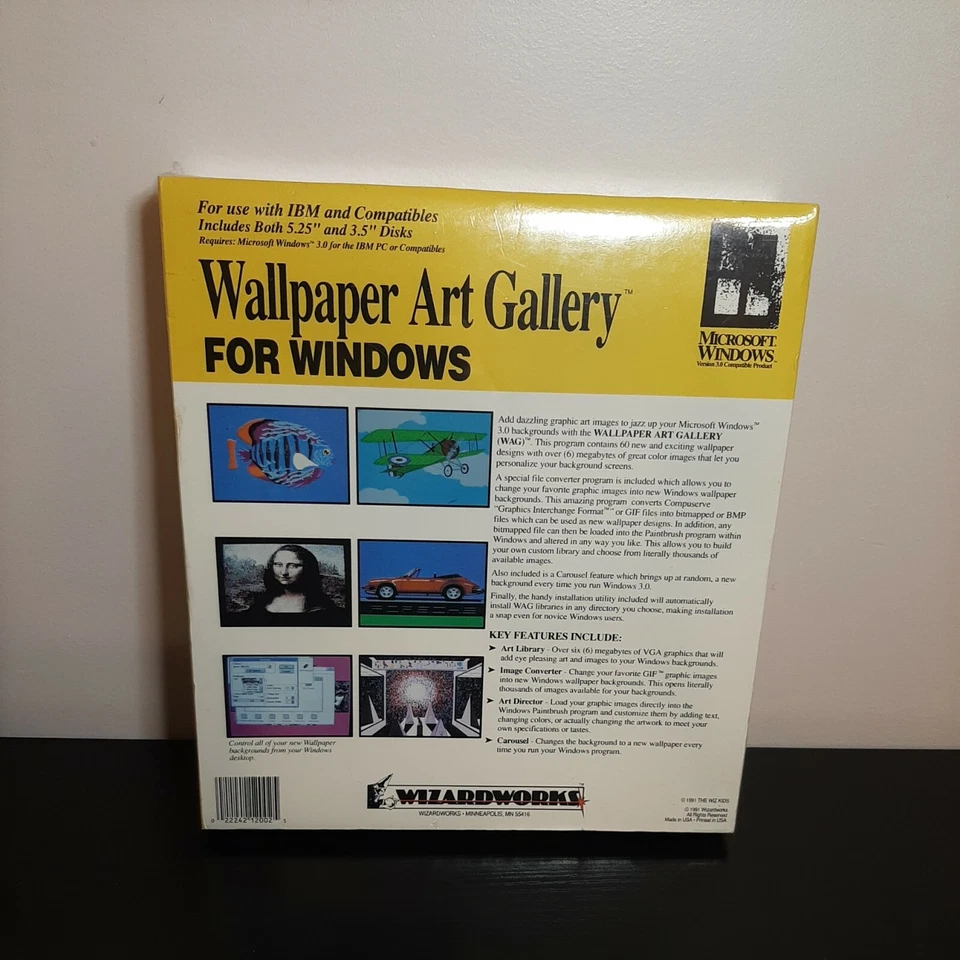 For use with IBM and Compatibles
Includes Both 5.25" and 3.5" Disks
Requires: Microsoft Windows™ 3.0 for the IBM PC or Compatibles
Wallpaper Art Gallery™
FOR WINDOWS
MICROSOFT
WINDOWS™
Version 3.0 Compatible Product
Add dazzling graphic art images to jazz up your Microsoft Windows™
3.0 backgrounds with the WALLPAPER ART GALLERY
(WAG)™. This program contains 60 new and exciting wallpaper
designs with over (6) megabytes of great color images that let you
personalize your background screens.
A special file converter program is included which allows you to
change your favorite graphic images into new Windows wallpaper
backgrounds. This amazing program converts Compuserve
"Graphics Interchange Format™" or GIF files into bitmapped or BMP
files which can be used as new wallpaper designs. In addition, any
bitmapped file can then be loaded into the Paintbrush program within
Windows and altered in any way you like. This allows you to build
your own custom library and choose from literally thousands of
available images.
Also included is a Carousel feature which brings up at random, a new
background every time you run Windows 3.0.
Finally, the handy installation utility included will automatically
install WAG libraries in any directory you choose, making installation
a snap even for novice Windows users.
KEY FEATURES INCLUDE:
➤ Art Library - Over six (6) megabytes of VGA graphics that will
add eye pleasing art and images to your Windows backgrounds.
➤ Image Converter - Change your favorite GIF™ graphic images
into new Windows wallpaper backgrounds. This opens literally
thousands of images available for your backgrounds.
➤ Art Director - Load your graphic images directly into the
Windows Paintbrush program and customize them by adding text,
changing colors, or actually changing the artwork to meet your
own specifications or tastes.
➤ Carousel - Changes the background to a new wallpaper every
time you run your Windows program.
Control all of your new Wallpaper
backgrounds from your Windows
desktop.
0 22242 12002 5
WIZARDWORKS™
WIZARDWORKS • MINNEAPOLIS, MN 55416
© 1991 THE WIZ KIDS
© 1991 Wizardworks
All Rights Reserved
Made in USA • Printed in USA